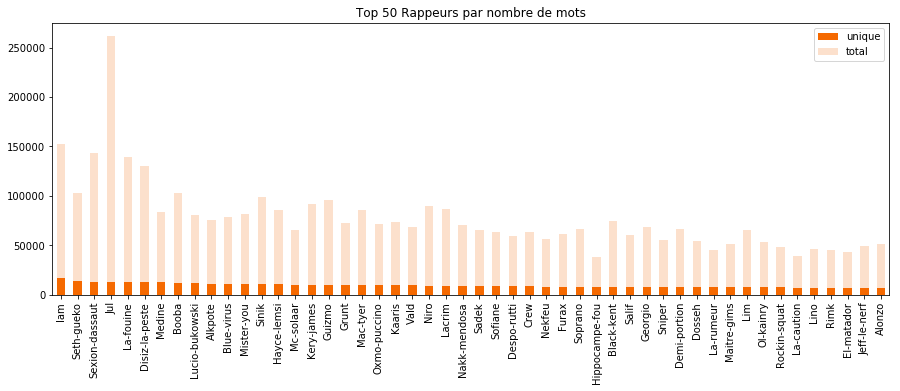 Top 50 Rappeurs par nombre de mots
unique
total
250000
200000
150000
100000
50000
0
Iam
Seth-gueko
Sexion-dassaut
Jul
La-fouine
Disiz-la-peste
Medine
Booba
Lucio-bukowski
Alkpote
Blue-virus
Mister-you
Sinik
Hayce-lemsi
Mc-solaar
Kery-james
Guizmo
Grunt
Mac-tyer
Oxmo-puccino
Kaaris
Vald
Niro
Lacrim
Nakk-mendosa
Sadek
Sofiane
Despo-rutti
Crew
Nekfeu
Furax
Soprano
Hippocampe-fou
Black-kent
Salif
Georgio
Sniper
Demi-portion
Dosseh
La-rumeur
Maitre-gims
Lim
Ol-kainry
Rockin-squat
La-caution
Lino
Rimk
El-matador
Jeff-le-nerf
Alonzo